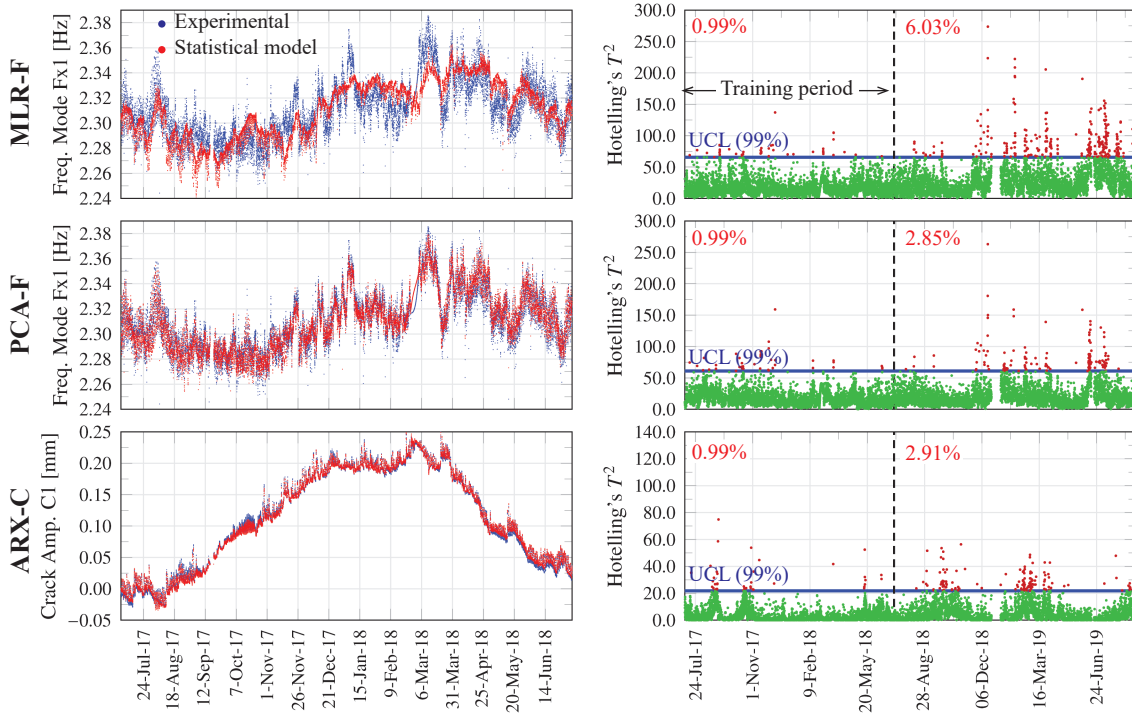 MLR-F
Freq. Mode Fx1 [Hz]
2.38
2.36
2.34
2.32
2.30
2.28
2.26
2.24
Experimental
Statistical model
Hotelling's T²
300.0
250.0
200.0
150.0
100.0
50.0
0.0
0.99%
6.03%
Training period
UCL (99%)
PCA-F
Freq. Mode Fx1 [Hz]
2.38
2.36
2.34
2.32
2.30
2.28
2.26
2.24
Hotelling's T²
300.0
250.0
200.0
150.0
100.0
50.0
0.0
0.99%
2.85%
UCL (99%)
ARX-C
Crack Amp. C1 [mm]
0.25
0.20
0.15
0.10
0.05
0.00
−0.05
24-Jul-17
18-Aug-17
12-Sep-17
7-Oct-17
1-Nov-17
26-Nov-17
21-Dec-17
15-Jan-18
9-Feb-18
6-Mar-18
31-Mar-18
25-Apr-18
20-May-18
14-Jun-18
Hotelling's T²
140.0
120.0
100.0
80.0
60.0
40.0
20.0
0.0
0.99%
2.91%
UCL (99%)
24-Jul-17
1-Nov-17
9-Feb-18
20-May-18
28-Aug-18
06-Dec-18
16-Mar-19
24-Jun-19